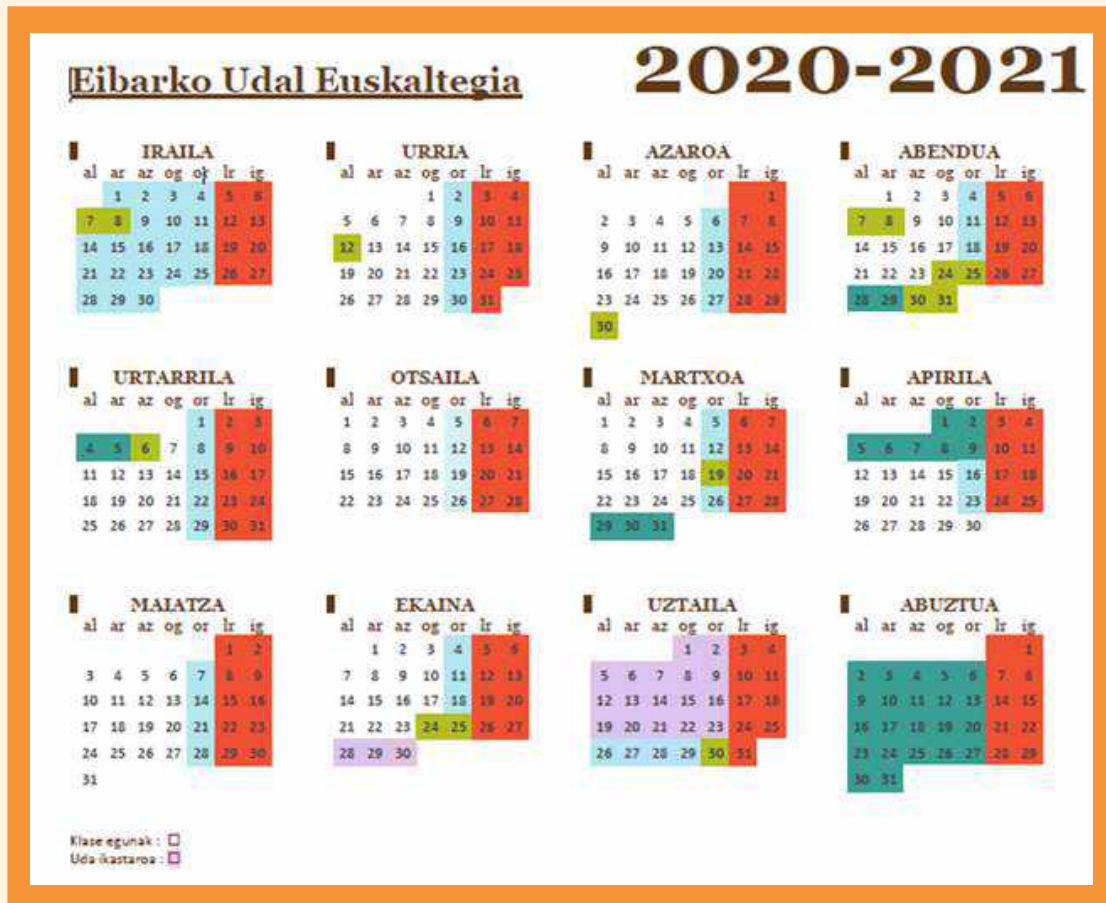 Eibarko Udal Euskaltegia
2020-2021
IRAILA
al ar az og or lr ig
1 2 3 4 5 6
7 8 9 10 11 12 13
14 15 16 17 18 19 20
21 22 23 24 25 26 27
28 29 30
URRIA
al ar az og or lr ig
1 2 3 4
5 6 7 8 9 10 11
12 13 14 15 16 17 18
19 20 21 22 23 24 25
26 27 28 29 30 31
AZAROA
al ar az og or lr ig
1
2 3 4 5 6 7 8
9 10 11 12 13 14 15
16 17 18 19 20 21 22
23 24 25 26 27 28 29
30
ABENDUA
al ar az og or lr ig
1 2 3 4 5 6
7 8 9 10 11 12 13
14 15 16 17 18 19 20
21 22 23 24 25 26 27
28 29 30 31
URTARRILA
al ar az og or lr ig
1 2 3
4 5 6 7 8 9 10
11 12 13 14 15 16 17
18 19 20 21 22 23 24
25 26 27 28 29 30 31
OTSAILA
al ar az og or lr ig
1 2 3 4 5 6 7
8 9 10 11 12 13 14
15 16 17 18 19 20 21
22 23 24 25 26 27 28
MARTXOA
al ar az og or lr ig
1 2 3 4 5 6 7
8 9 10 11 12 13 14
15 16 17 18 19 20 21
22 23 24 25 26 27 28
29 30 31
APIRILA
al ar az og or lr ig
1 2 3 4
5 6 7 8 9 10 11
12 13 14 15 16 17 18
19 20 21 22 23 24 25
26 27 28 29 30
MAIATZA
al ar az og or lr ig
1 2
3 4 5 6 7 8 9
10 11 12 13 14 15 16
17 18 19 20 21 22 23
24 25 26 27 28 29 30
31
EKAINA
al ar az og or lr ig
1 2 3 4 5 6
7 8 9 10 11 12 13
14 15 16 17 18 19 20
21 22 23 24 25 26 27
28 29 30
UZTAILA
al ar az og or lr ig
1 2 3 4
5 6 7 8 9 10 11
12 13 14 15 16 17 18
19 20 21 22 23 24 25
26 27 28 29 30 31
ABUZTUA
al ar az og or lr ig
1
2 3 4 5 6 7 8
9 10 11 12 13 14 15
16 17 18 19 20 21 22
23 24 25 26 27 28 29
30 31
Klase egunak :
Uda ikastaroa :